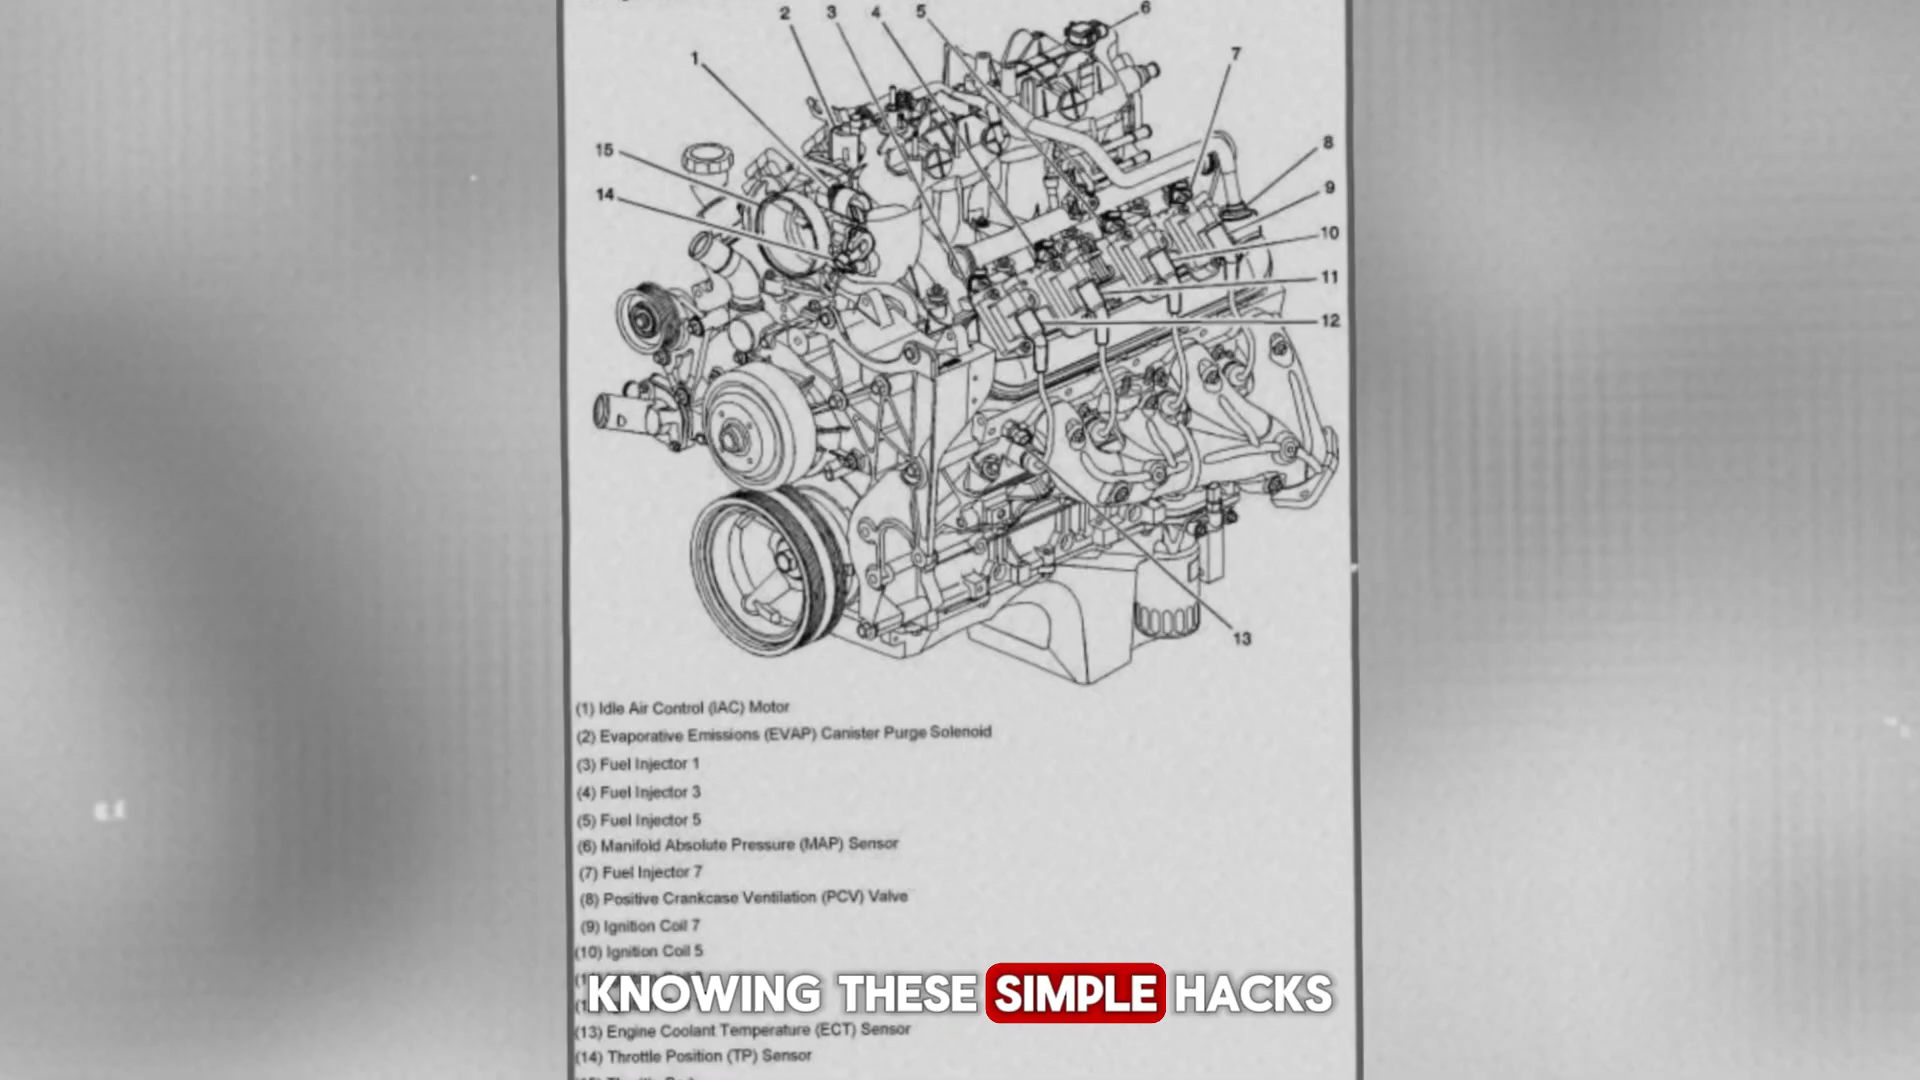 2 3 4 5 6
1 7
15 8
14 9
10
11
12
13
(1) Idle Air Control (IAC) Motor
(2) Evaporative Emissions (EVAP) Canister Purge Solenoid
(3) Fuel Injector 1
(4) Fuel Injector 3
(5) Fuel Injector 5
(6) Manifold Absolute Pressure (MAP) Sensor
(7) Fuel Injector 7
(8) Positive Crankcase Ventilation (PCV) Valve
(9) Ignition Coil 7
(10) Ignition Coil 5
KNOWING THESE SIMPLE HACKS
(13) Engine Coolant Temperature (ECT) Sensor
(14) Throttle Position (TP) Sensor